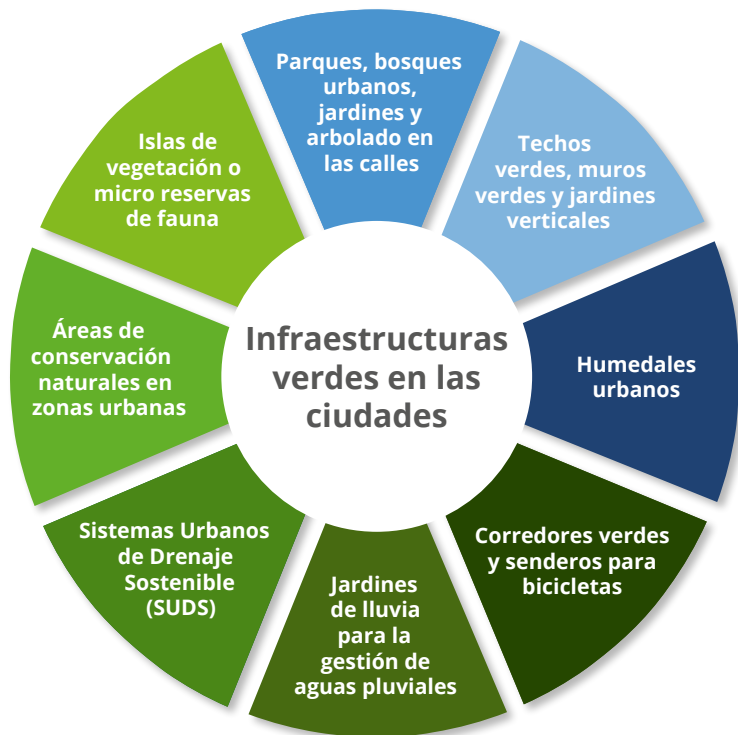 Infraestructuras
verdes en las
ciudades
Parques, bosques
urbanos,
jardines y
arbolado en
las calles
Techos
verdes, muros
verdes y jardines
verticales
Humedales
urbanos
Corredores verdes
y senderos para
bicicletas
Jardines
de lluvia
para la
gestión de
aguas pluviales
Sistemas Urbanos
de Drenaje
Sostenible
(SUDS)
Áreas de
conservación
naturales en
zonas urbanas
Islas de
vegetación o
micro reservas
de fauna